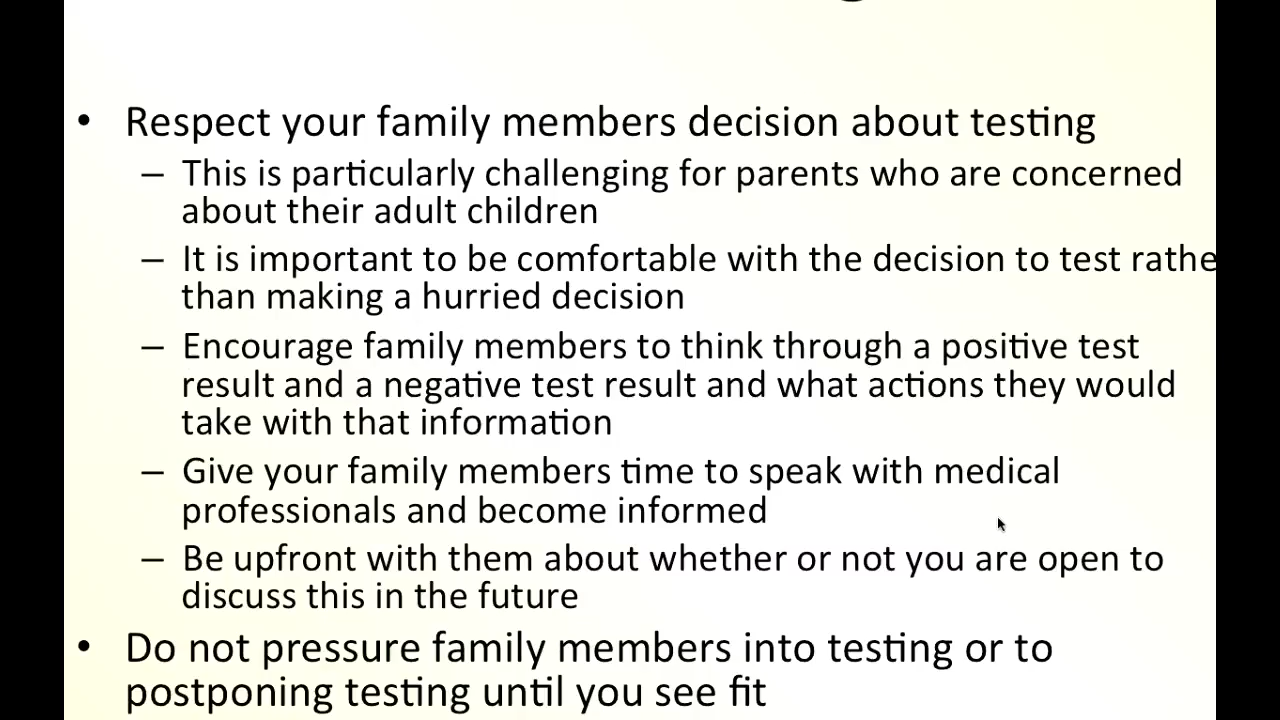 • Respect your family members decision about testing
– This is particularly challenging for parents who are concerned
about their adult children
– It is important to be comfortable with the decision to test rathe
than making a hurried decision
– Encourage family members to think through a positive test
result and a negative test result and what actions they would
take with that information
– Give your family members time to speak with medical
professionals and become informed
– Be upfront with them about whether or not you are open to
discuss this in the future
• Do not pressure family members into testing or to
postponing testing until you see fit